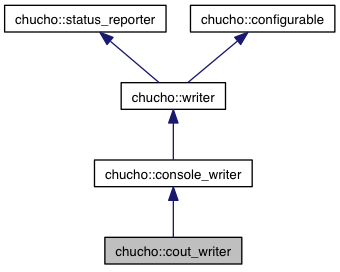 chucho::status_reporter
chucho::configurable
chucho::writer
chucho::console_writer
chucho::cout_writer